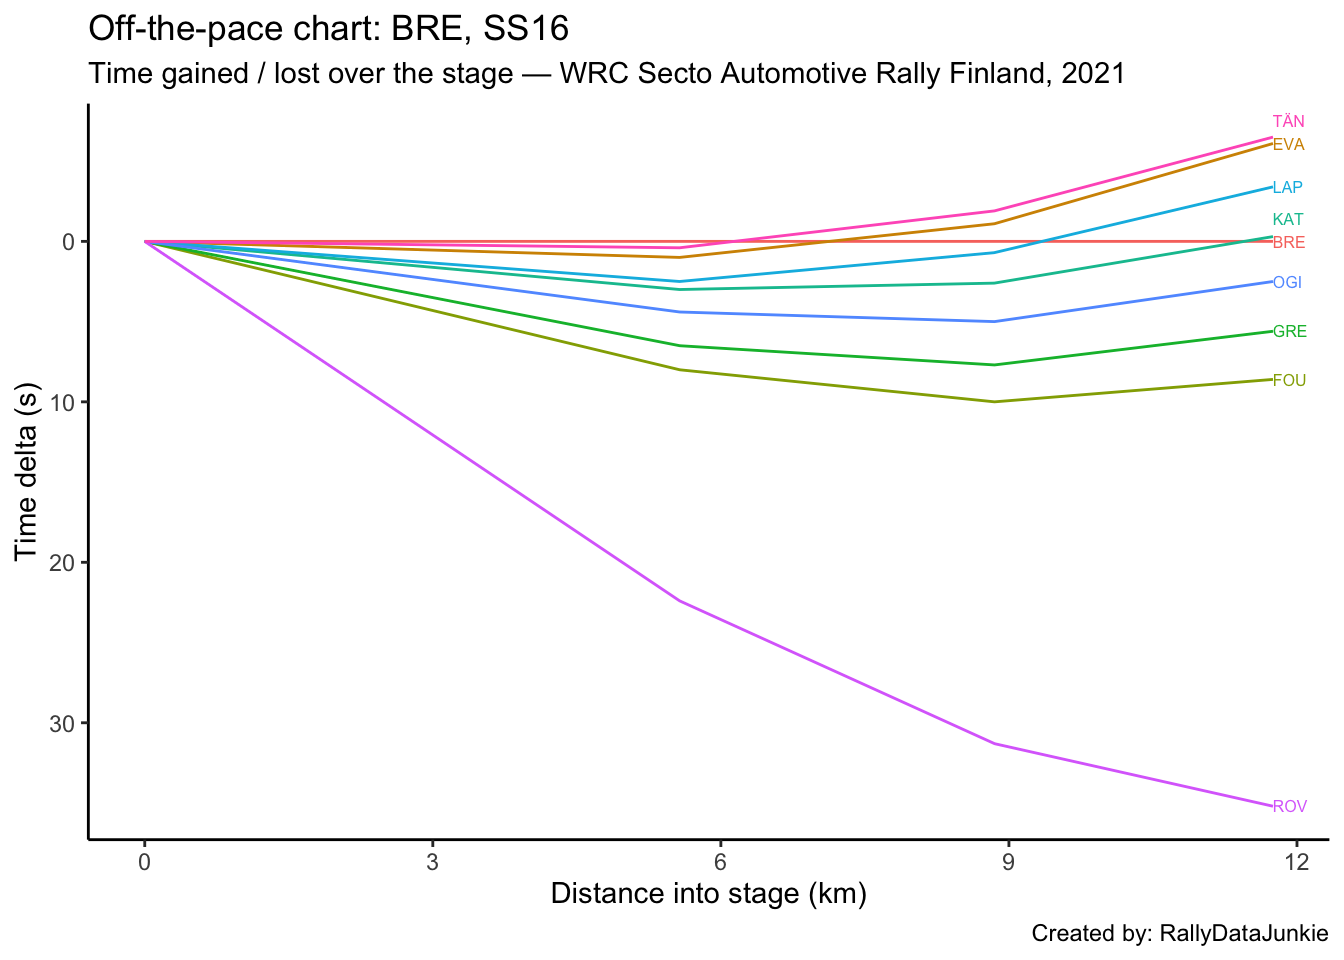 Off-the-pace chart: BRE, SS16
Time gained / lost over the stage — WRC Secto Automotive Rally Finland, 2021
TÄN
EVA
LAP
KAT
BRE
OGI
GRE
FOU
ROV
0
10
20
30
Time delta (s)
0 3 6 9 12
Distance into stage (km)
Created by: RallyDataJunkie